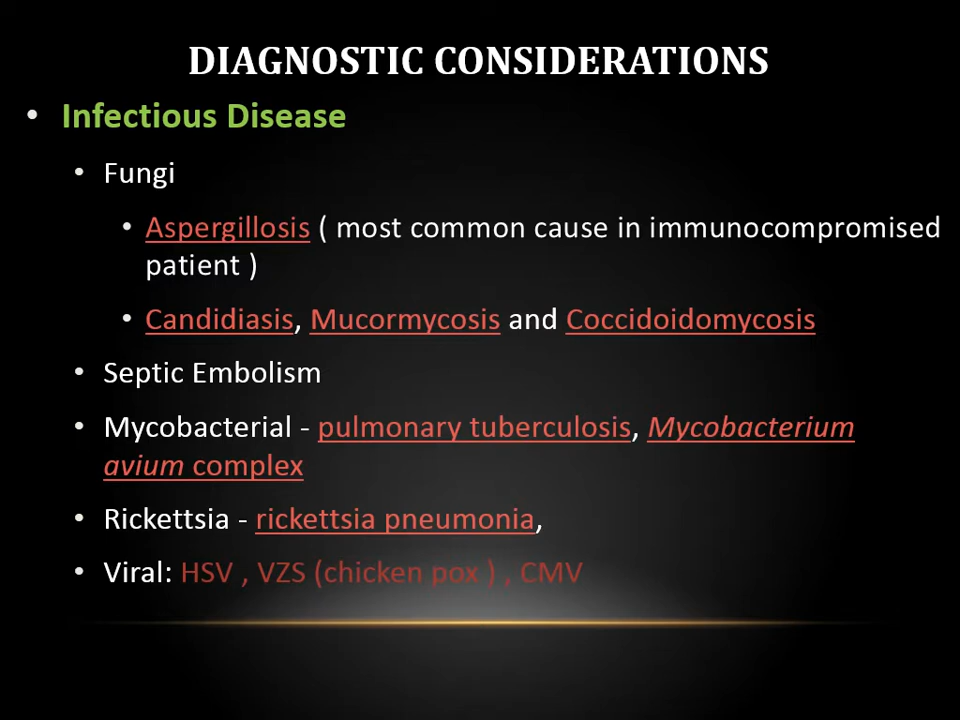 DIAGNOSTIC CONSIDERATIONS
• Infectious Disease
• Fungi
• Aspergillosis ( most common cause in immunocompromised
patient )
• Candidiasis, Mucormycosis and Coccidoidomycosis
• Septic Embolism
• Mycobacterial - pulmonary tuberculosis, Mycobacterium
avium complex
• Rickettsia - rickettsia pneumonia,
• Viral: HSV , VZS (chicken pox ) , CMV